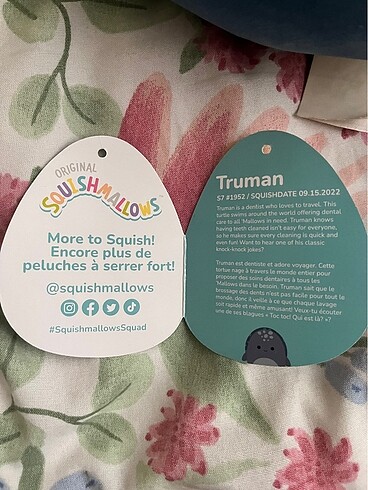 ORIGINAL
SQUISHMALLOWS™
More to Squish!
Encore plus de
peluches à serrer fort!
@squishmallows
#SquishmallowsSquad
Truman
S7 #1952 / SQUISHDATE 09.15.2022
Truman is a dentist who loves to travel. This
turtle swims around the world offering dental
care to all 'Mallows in need. Truman knows
having teeth cleaned isn't easy for everyone,
so he makes sure every cleaning is quick and
even fun! Want to hear one of his classic
knock-knock jokes?
Truman est dentiste et adore voyager. Cette
tortue nage à travers le monde entier pour
proposer des soins dentaires à tous les
'Mallows dans le besoin. Truman sait que le
brossage des dents n'est pas facile pour tout le
monde, donc il veille à ce que chaque lavage
soit rapide et même amusant! Veux-tu écouter
une de ses blagues « Toc toc! Qui est là? »?